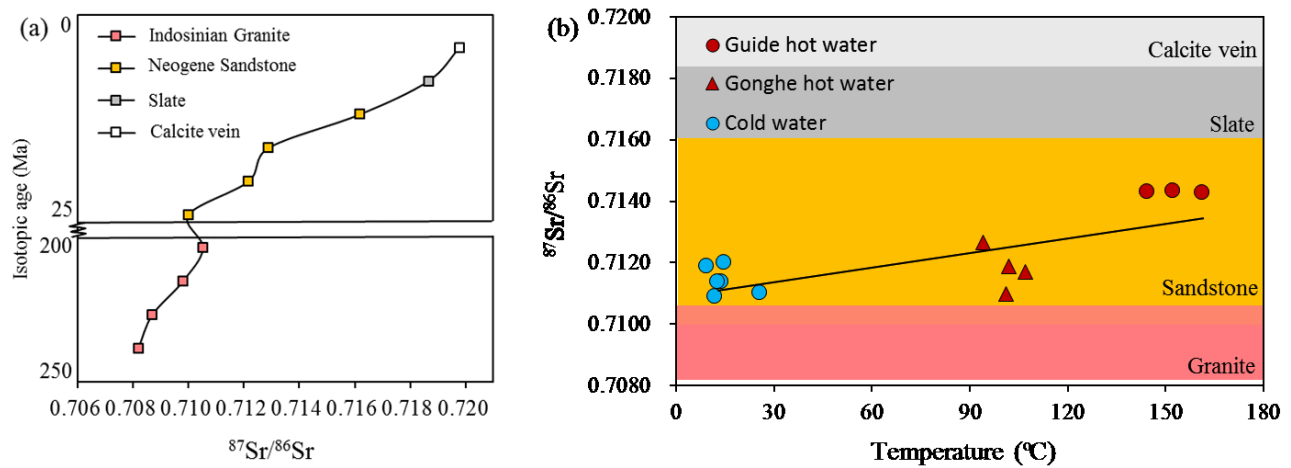 (a)
Indosinian Granite
Neogene Sandstone
Slate
Calcite vein
Isotopic age (Ma)
0
25
200
250
0.706 0.708 0.710 0.712 0.714 0.716 0.718 0.720
⁸⁷Sr/⁸⁶Sr
(b)
Guide hot water
Gonghe hot water
Cold water
Calcite vein
Slate
Sandstone
Granite
⁸⁷Sr/⁸⁶Sr
0.7200
0.7180
0.7160
0.7140
0.7120
0.7100
0.7080
0 30 60 90 120 150 180
Temperature (ºC)